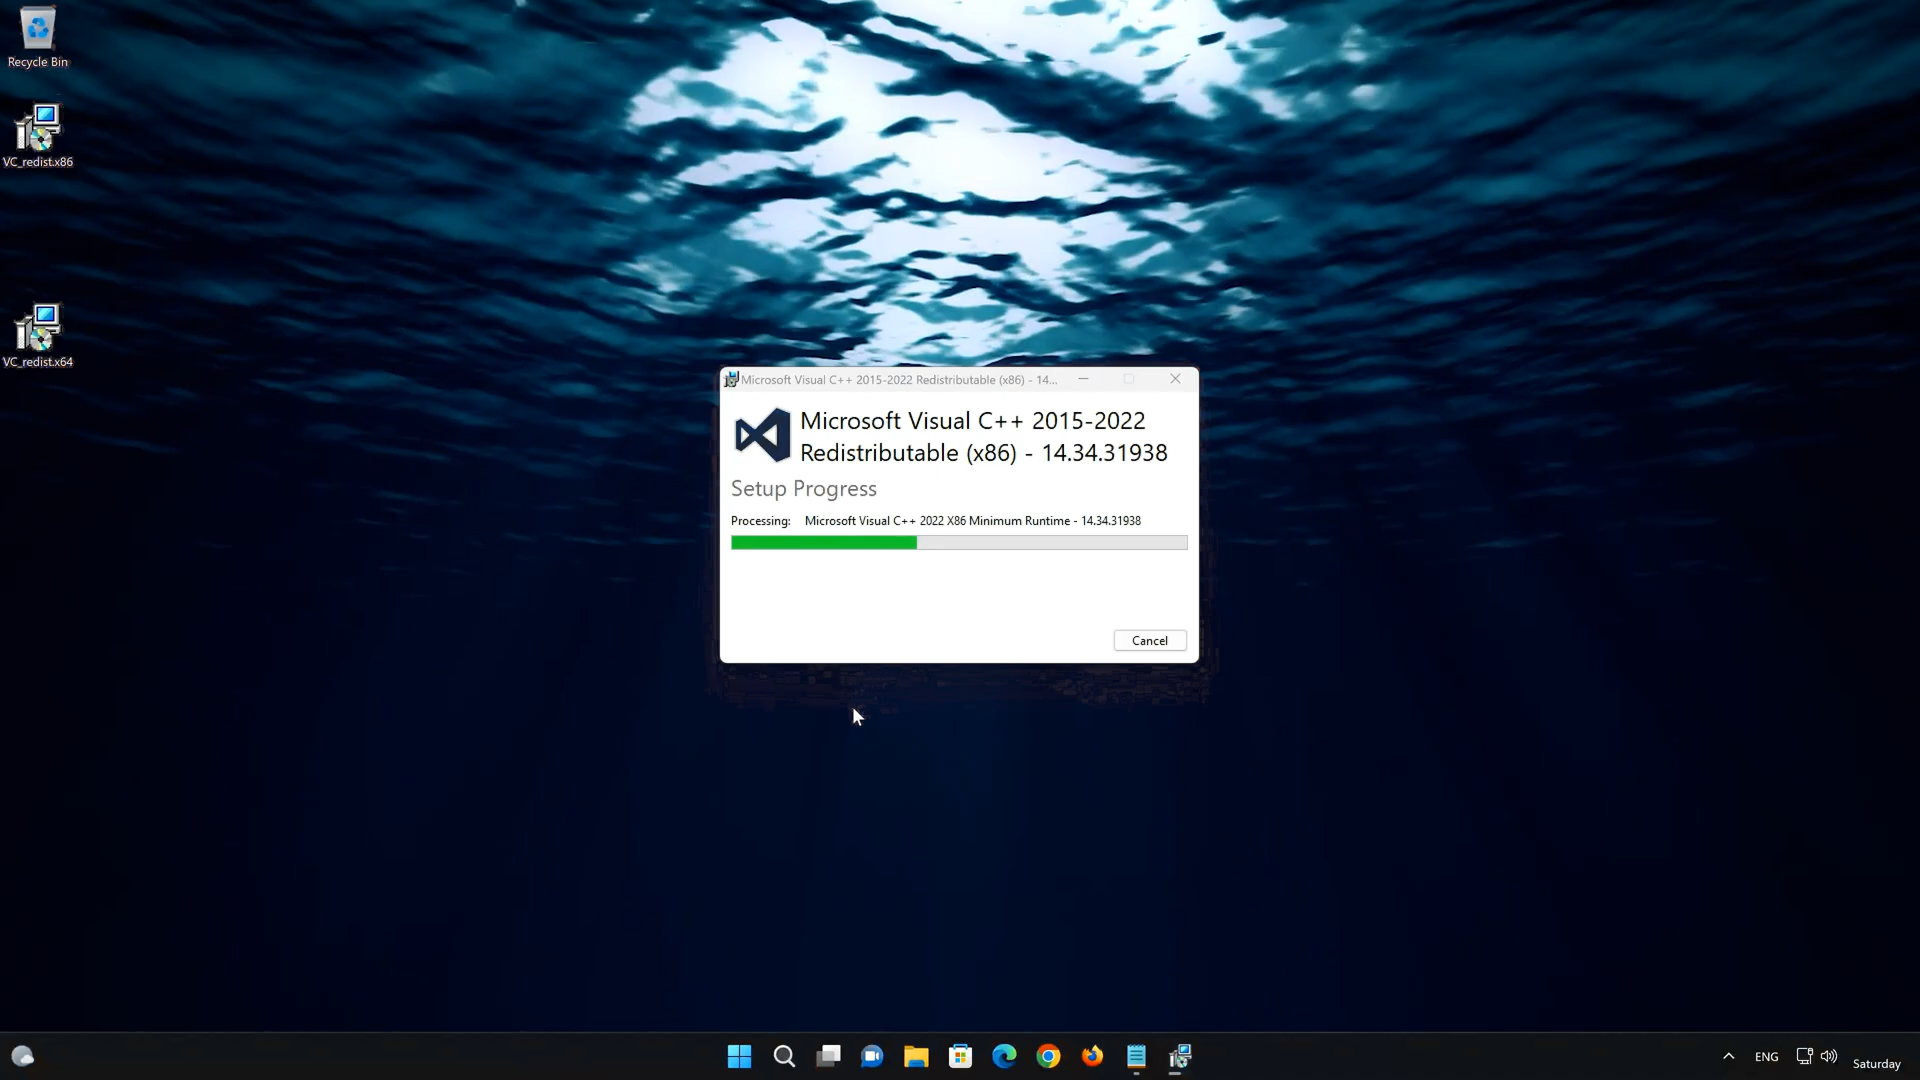 Recycle Bin
VC_redist.x86
VC_redist.x64
Microsoft Visual C++ 2015-2022 Redistributable (x86) - 14...
Microsoft Visual C++ 2015-2022
Redistributable (x86) - 14.34.31938
Setup Progress
Processing: Microsoft Visual C++ 2022 X86 Minimum Runtime - 14.34.31938
Cancel
ENG
Saturday